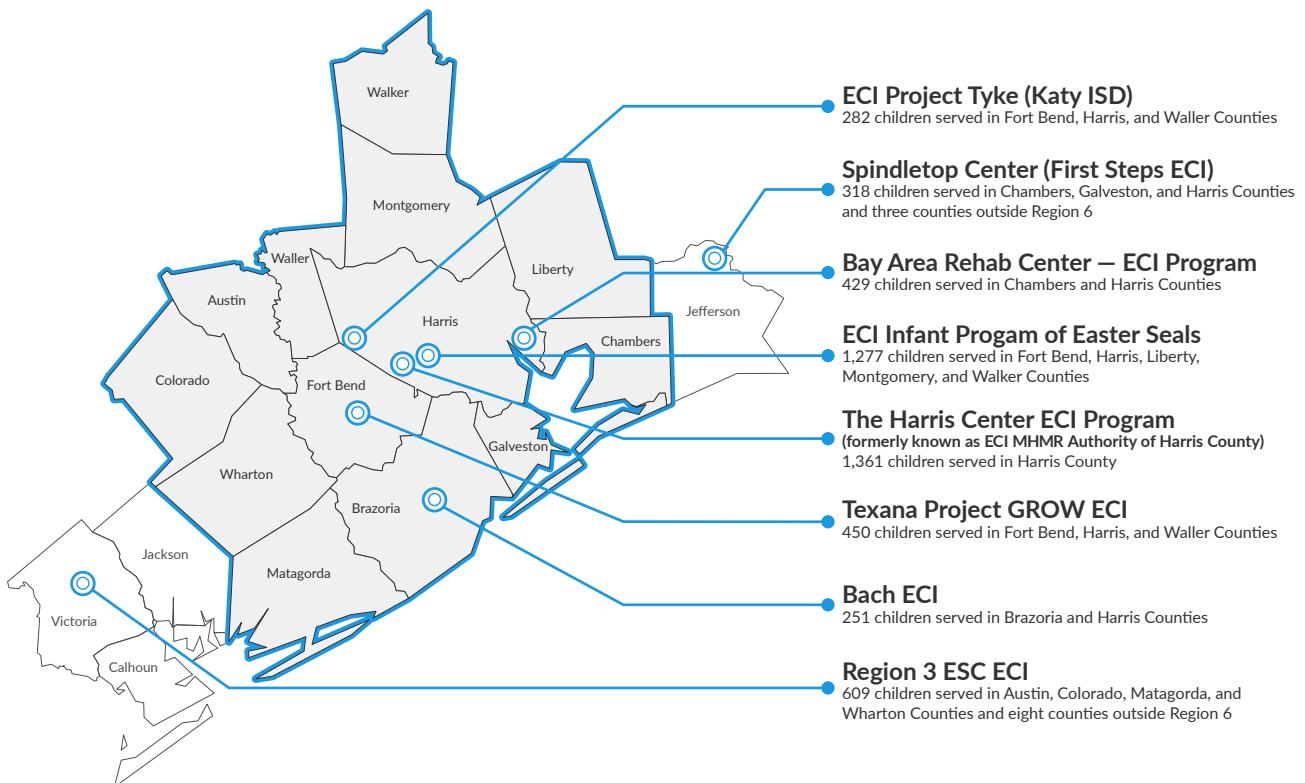 Walker
Montgomery
Waller
Liberty
Austin
Harris
Jefferson
Chambers
Colorado
Fort Bend
Galveston
Wharton
Brazoria
Jackson
Matagorda
Victoria
Calhoun
ECI Project Tyke (Katy ISD)
282 children served in Fort Bend, Harris, and Waller Counties
Spindletop Center (First Steps ECI)
318 children served in Chambers, Galveston, and Harris Counties
and three counties outside Region 6
Bay Area Rehab Center — ECI Program
429 children served in Chambers and Harris Counties
ECI Infant Progam of Easter Seals
1,277 children served in Fort Bend, Harris, Liberty,
Montgomery, and Walker Counties
The Harris Center ECI Program
(formerly known as ECI MHMR Authority of Harris County)
1,361 children served in Harris County
Texana Project GROW ECI
450 children served in Fort Bend, Harris, and Waller Counties
Bach ECI
251 children served in Brazoria and Harris Counties
Region 3 ESC ECI
609 children served in Austin, Colorado, Matagorda, and
Wharton Counties and eight counties outside Region 6